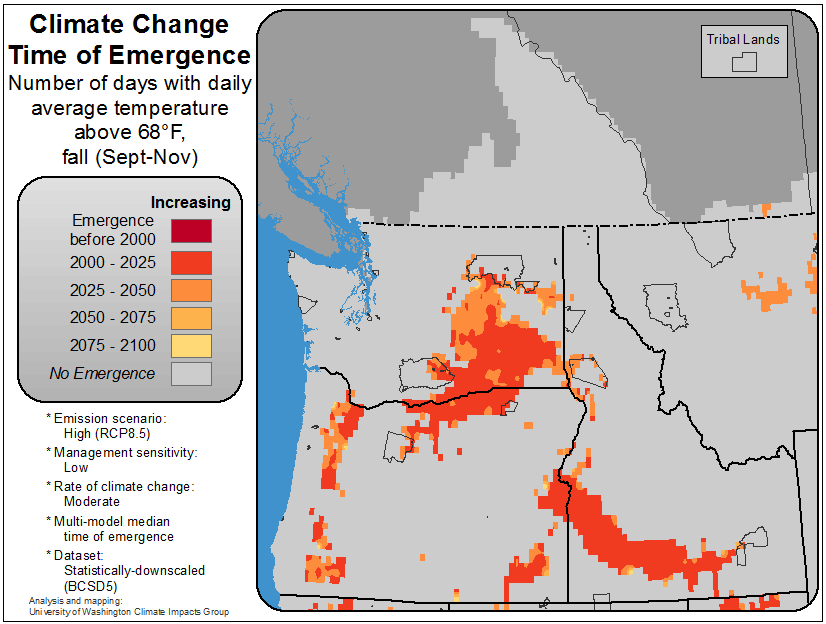 Climate Change
Time of Emergence
Number of days with daily
average temperature
above 68°F,
fall (Sept-Nov)
Tribal Lands
Increasing
Emergence
before 2000
2000 - 2025
2025 - 2050
2050 - 2075
2075 - 2100
No Emergence
* Emission scenario:
High (RCP8.5)
* Management sensitivity:
Low
* Rate of climate change:
Moderate
* Multi-model median
time of emergence
* Dataset:
Statistically-downscaled
(BCSD5)
Analysis and mapping:
University of Washington Climate Impacts Group